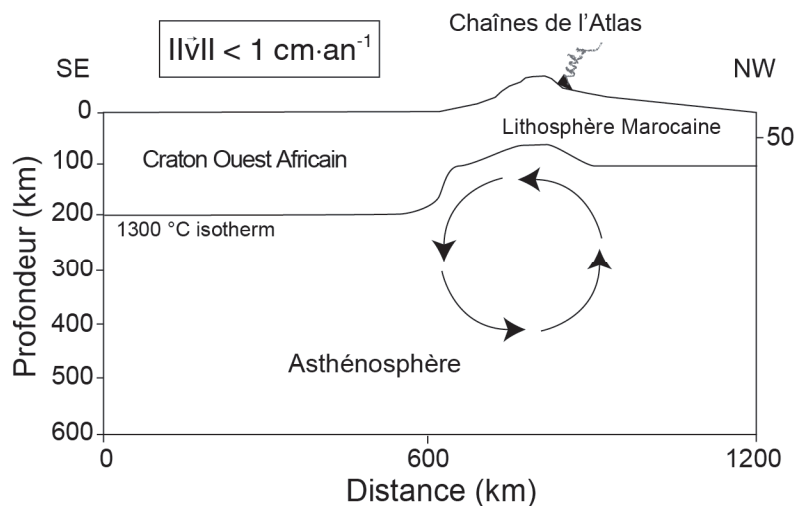 Chaînes de l'Atlas
||v⃗|| < 1 cm·an⁻¹
SE
NW
0
100
200
300
400
500
600
Profondeur (km)
Craton Ouest Africain
Lithosphère Marocaine
50
1300 °C isotherm
Asthénosphère
0
600
1200
Distance (km)